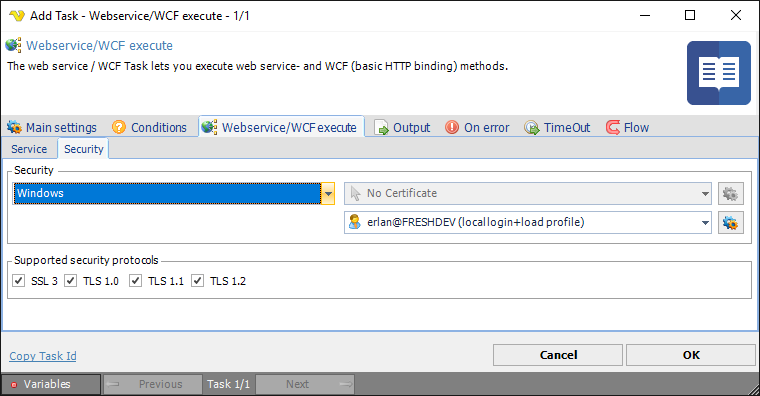 Add Task - Webservice/WCF execute - 1/1
Webservice/WCF execute
The web service / WCF Task lets you execute web service- and WCF (basic HTTP binding) methods.
Main settings Conditions Webservice/WCF execute Output On error TimeOut Flow
Service Security
Security
Windows No Certificate
erlan@FRESHDEV (local login+load profile)
Supported security protocols
SSL 3 TLS 1.0 TLS 1.1 TLS 1.2
Copy Task Id Cancel OK
Variables Previous Task 1/1 Next